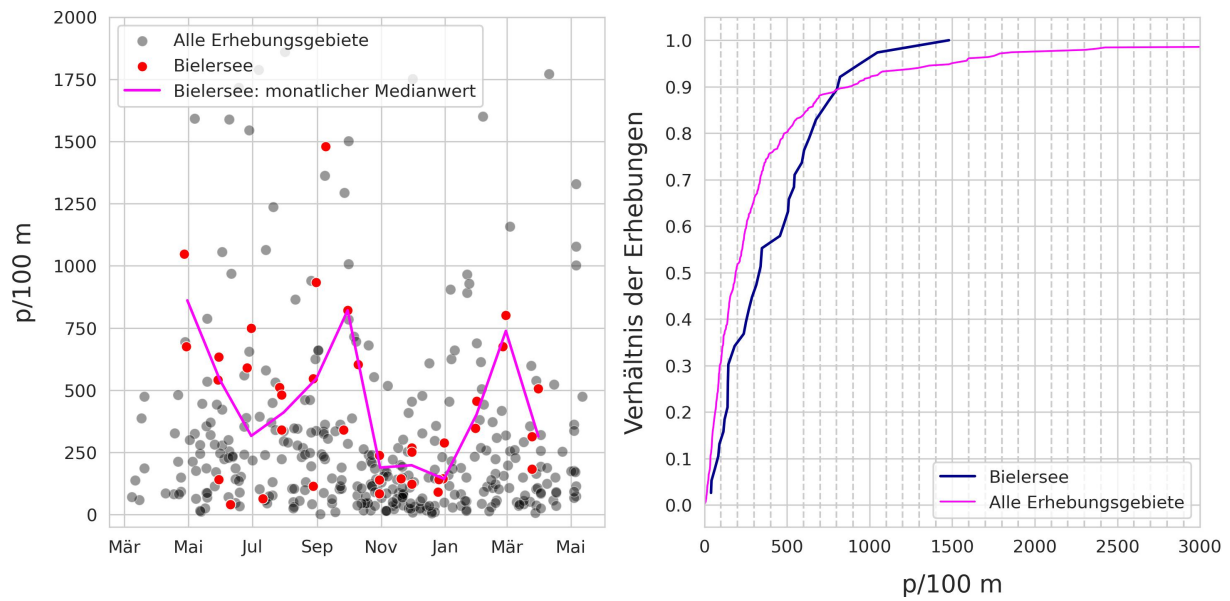 2000
1750
1500
1250
1000
750
500
250
0
p/100 m
Alle Erhebungsgebiete
Bielersee
Bielersee: monatlicher Medianwert
Mär Mai Jul Sep Nov Jan Mär Mai
1.0
0.9
0.8
0.7
0.6
0.5
0.4
0.3
0.2
0.1
0.0
Verhältnis der Erhebungen
Bielersee
Alle Erhebungsgebiete
0 500 1000 1500 2000 2500 3000
p/100 m